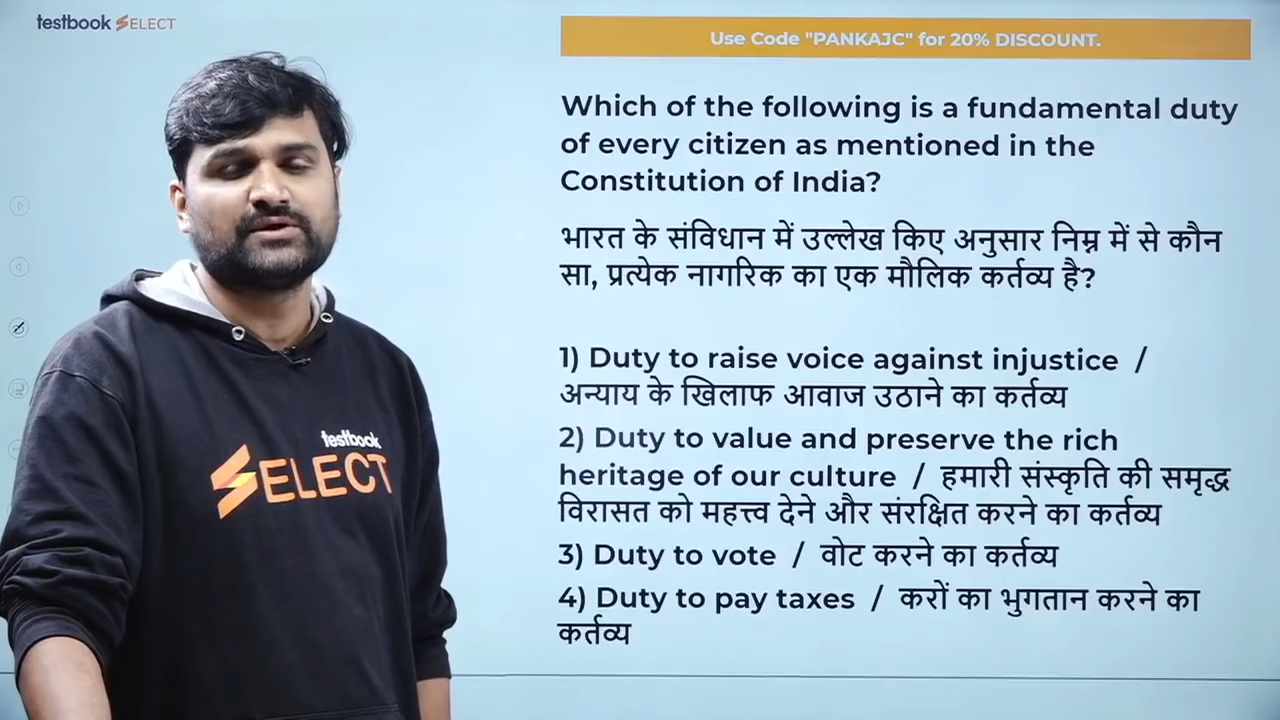 testbook SELECT
Use Code "PANKAJC" for 20% DISCOUNT.
Which of the following is a fundamental duty
of every citizen as mentioned in the
Constitution of India?
भारत के संविधान में उल्लेख किए अनुसार निम्न में से कौन
सा, प्रत्येक नागरिक का एक मौलिक कर्तव्य है?
1) Duty to raise voice against injustice /
अन्याय के खिलाफ आवाज उठाने का कर्तव्य
2) Duty to value and preserve the rich
heritage of our culture / हमारी संस्कृति की समृद्ध
विरासत को महत्त्व देने और संरक्षित करने का कर्तव्य
3) Duty to vote / वोट करने का कर्तव्य
4) Duty to pay taxes / करों का भुगतान करने का
कर्तव्य
testbook
SELECT